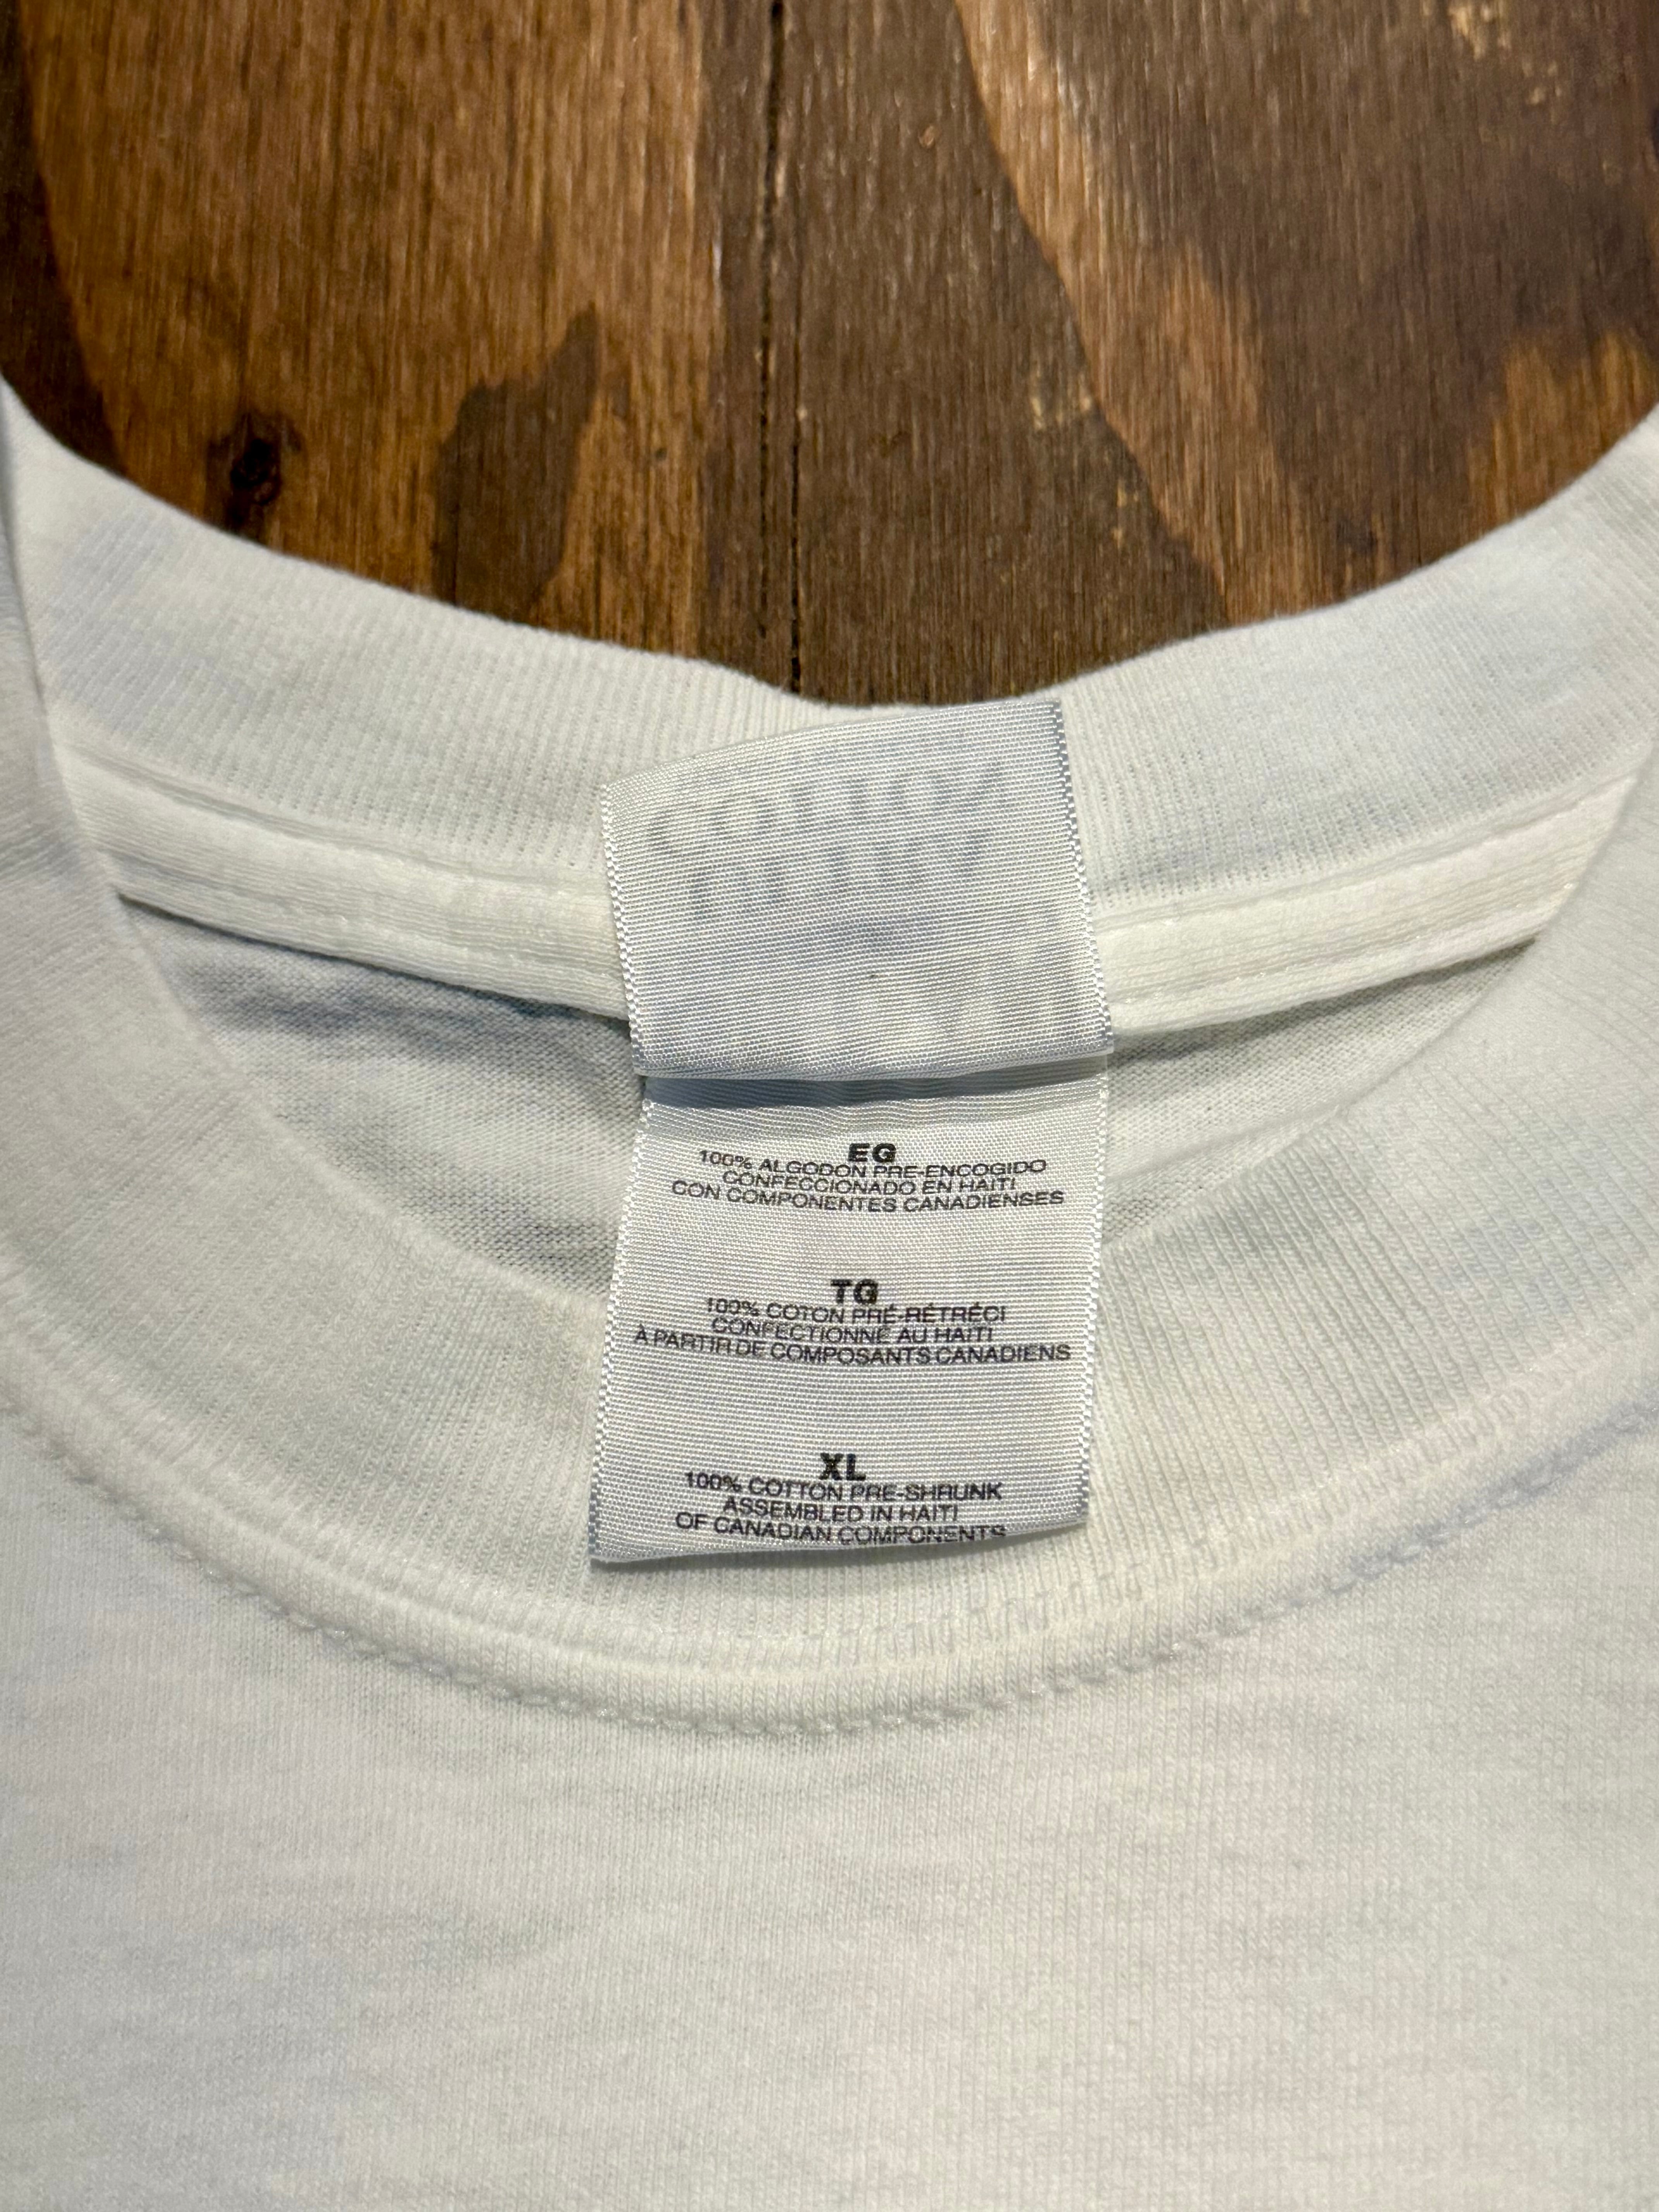 EG
100% ALGODON PRE-ENCOGIDO
CONFECCIONADO EN HAITI
CON COMPONENTES CANADIENSES
TG
100% COTON PRÉ-RÉTRÉCI
CONFECTIONNÉ AU HAÏTI
À PARTIR DE COMPOSANTS CANADIENS
XL
100% COTTON PRE-SHRUNK
ASSEMBLED IN HAITI
OF CANADIAN COMPONENTS